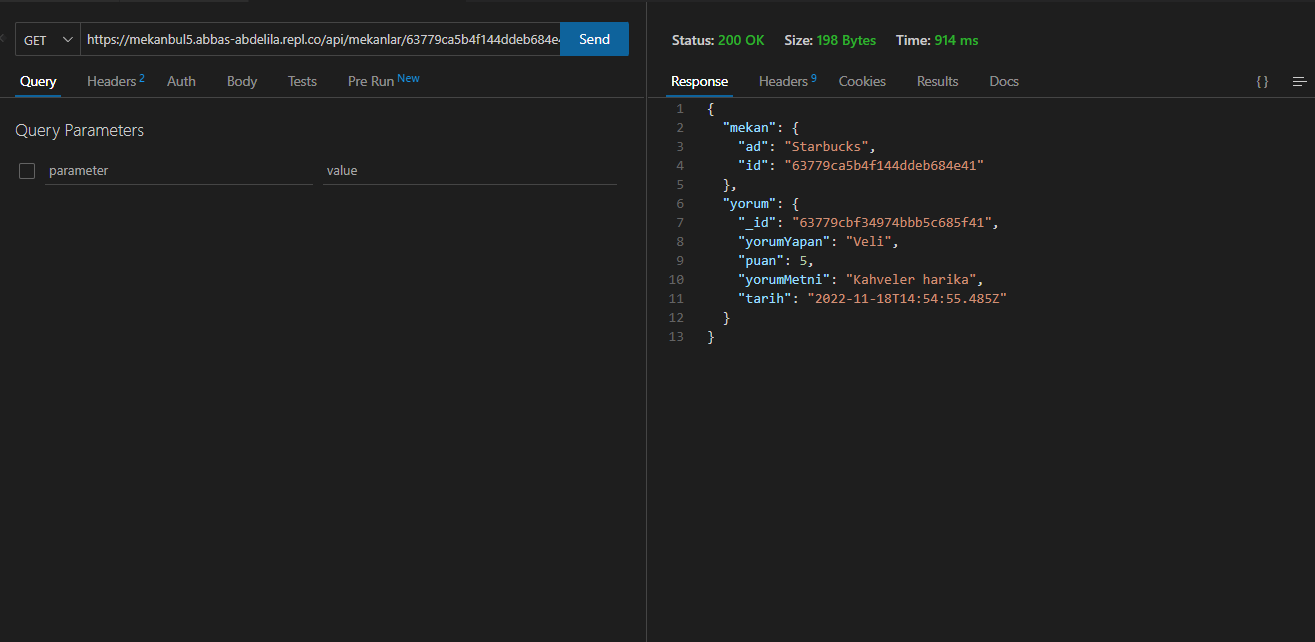 GET https://mekanbul5.abbas-abdelila.repl.co/api/mekanlar/63779ca5b4f144ddeb684e Send
Query Headers 2 Auth Body Tests Pre Run New
Query Parameters
parameter value
Status: 200 OK Size: 198 Bytes Time: 914 ms
Response Headers 9 Cookies Results Docs { }
1 {
2 "mekan": {
3 "ad": "Starbucks",
4 "id": "63779ca5b4f144ddeb684e41"
5 },
6 "yorum": {
7 "_id": "63779cbf34974bbb5c685f41",
8 "yorumYapan": "Veli",
9 "puan": 5,
10 "yorumMetni": "Kahveler harika",
11 "tarih": "2022-11-18T14:54:55.485Z"
12 }
13 }